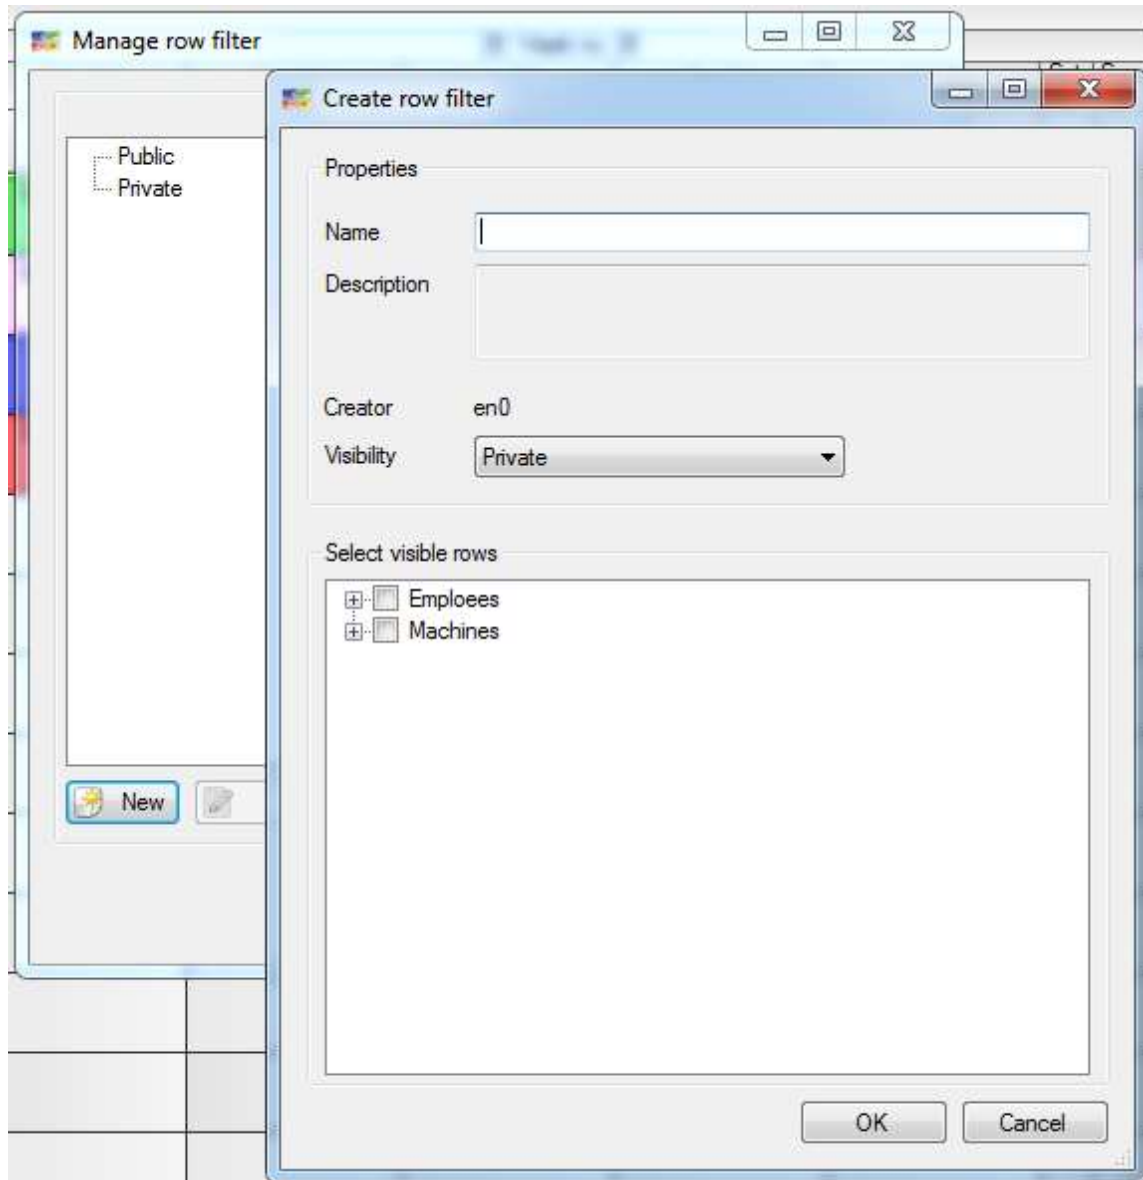 Manage row filter
Create row filter
Public
Private
Properties
Name
Description
Creator en0
Visibility Private
Select visible rows
Emploees
Machines
New
OK Cancel